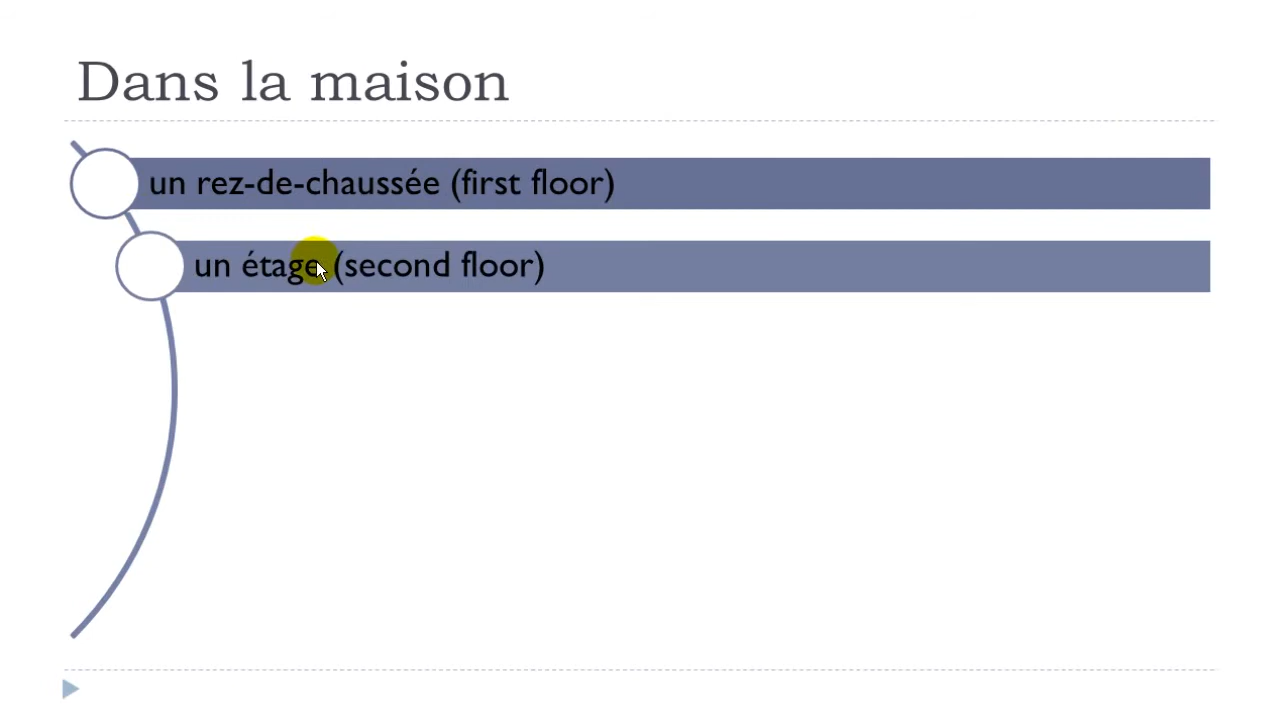 Dans la maison
un rez-de-chaussée (first floor)
un étage (second floor)